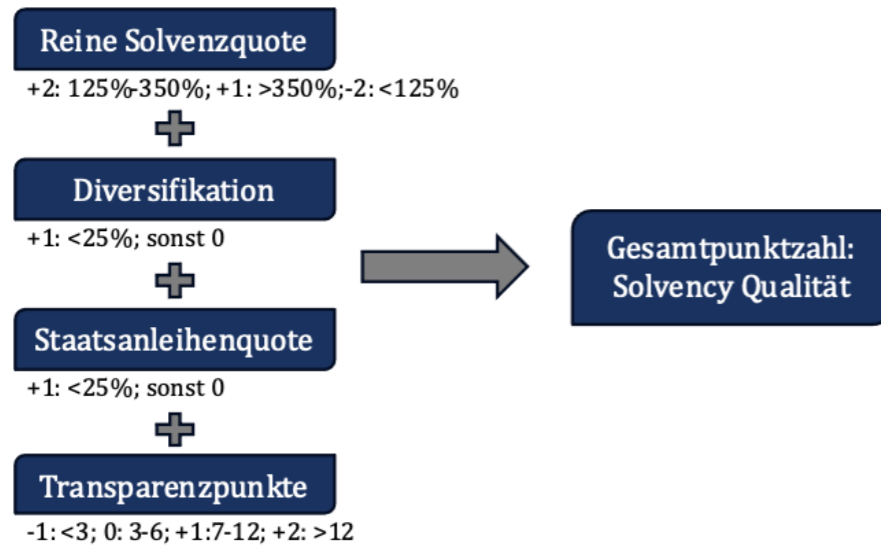 Reine Solvenzquote
+2: 125%-350%; +1: >350%;-2: <125%
Diversifikation
+1: <25%; sonst 0
Staatsanleihenquote
+1: <25%; sonst 0
Transparenzpunkte
-1: <3; 0: 3-6; +1:7-12; +2: >12
Gesamtpunktzahl:
Solvency Qualität